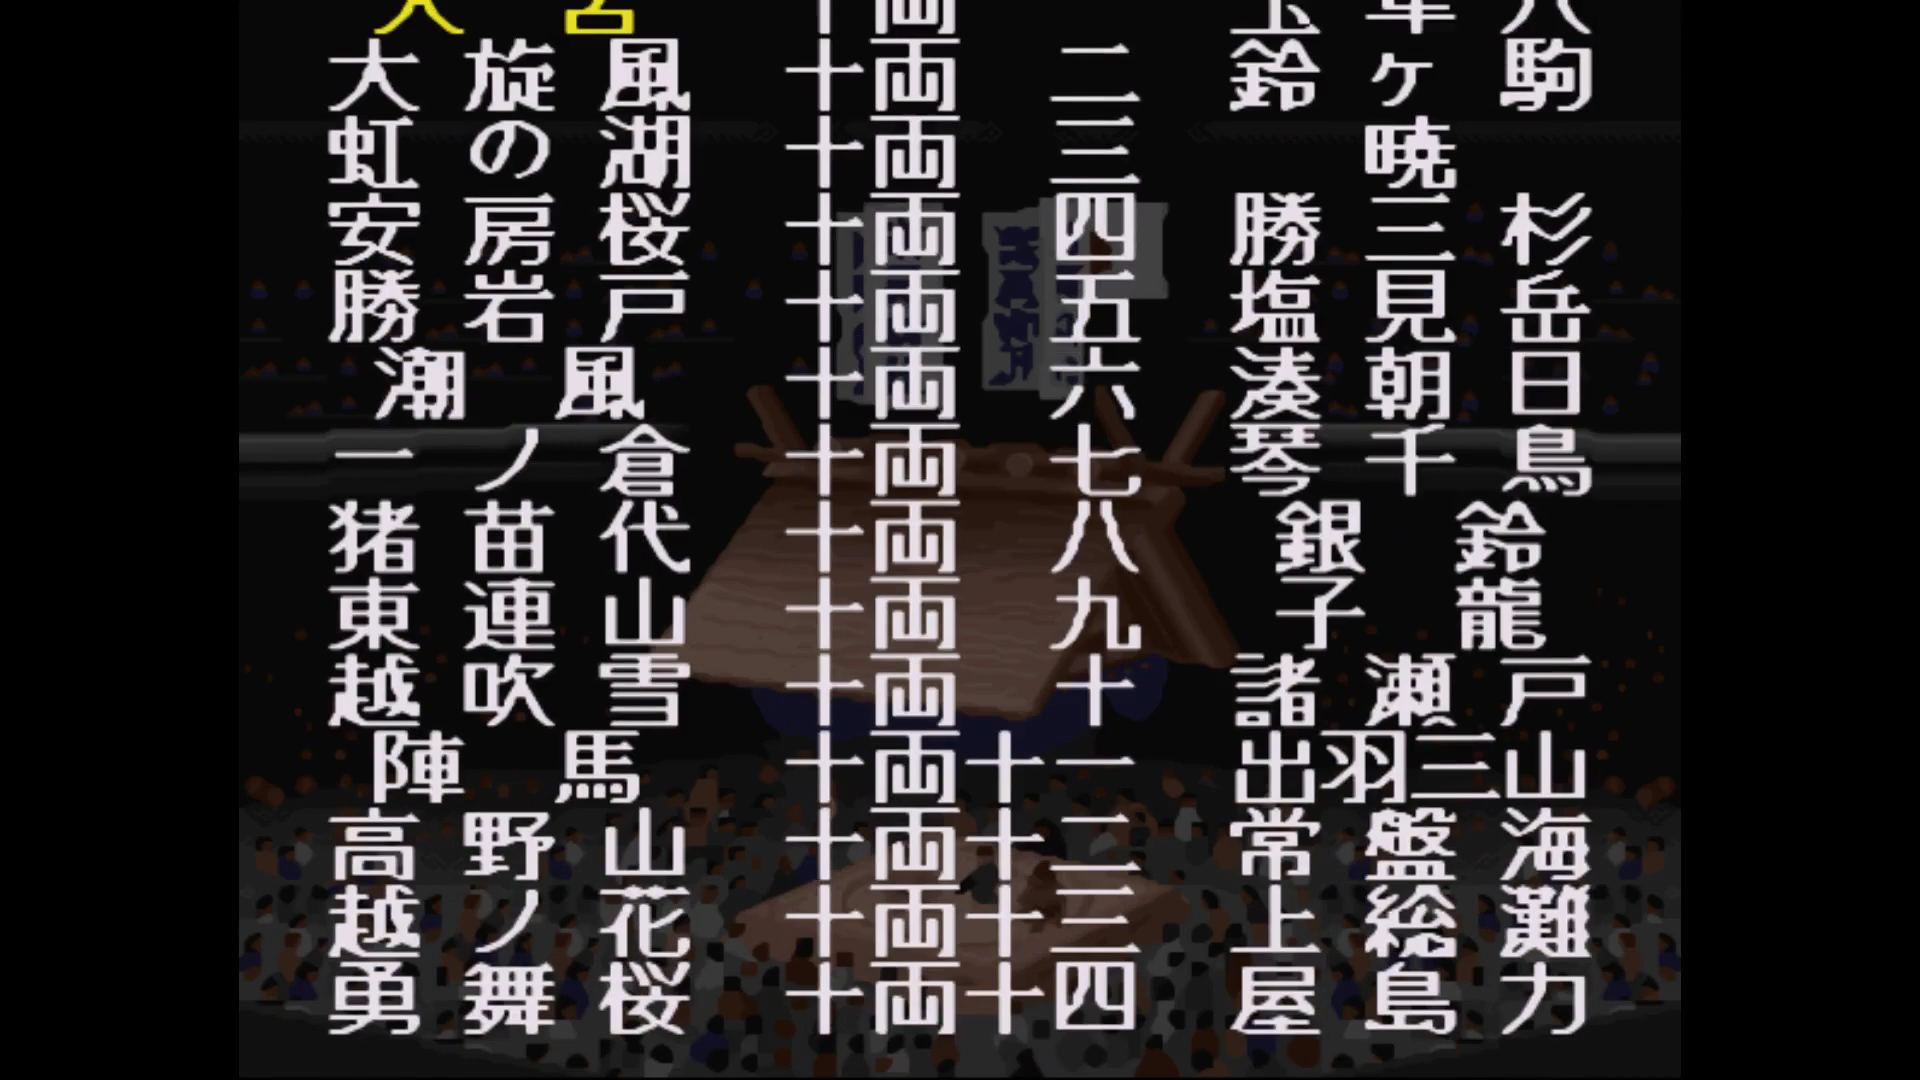 大旋風 十両二 鈴ヶ駒
虹の湖 十両三 暁
安房桜 十両四 勝三杉
勝岩戸 十両五 塩見岳
潮風 十両六 湊朝日
一ノ倉 十両七 琴千鳥
猪苗代 十両八 銀鈴
東連山 十両九 子龍
越吹雪 十両十 諸瀬戸
陣馬 十両十一 出羽三山
高野山 十両十二 常盤海
越ノ花 十両十三 上総灘
勇舞桜 十両十四 屋島力